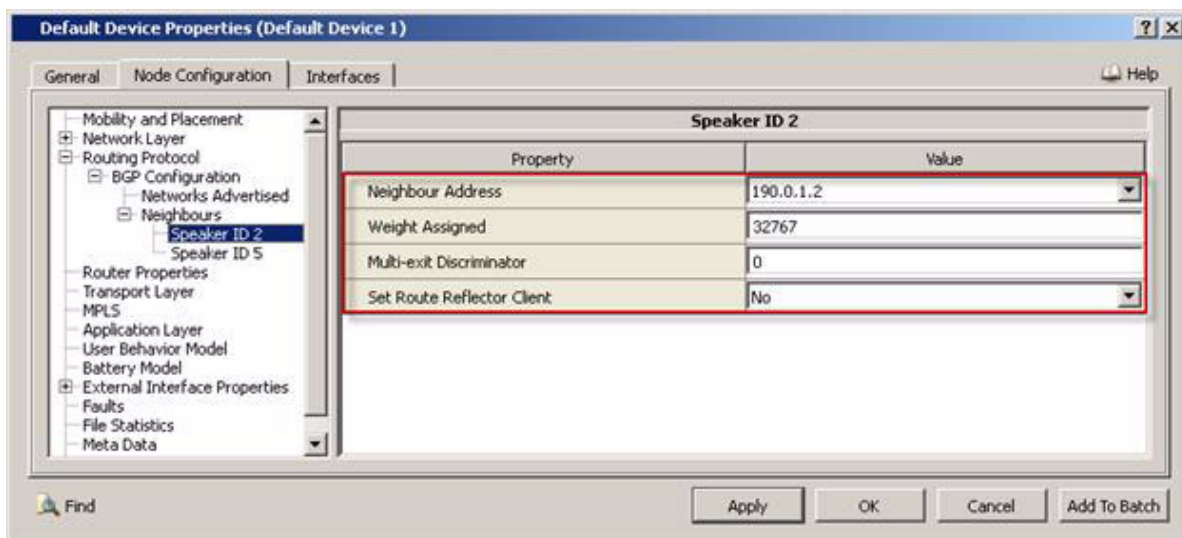 Default Device Properties (Default Device 1)
? X
General Node Configuration Interfaces Help
Mobility and Placement
Network Layer
Routing Protocol
BGP Configuration
Networks Advertised
Neighbours
Speaker ID 2
Speaker ID 5
Router Properties
Transport Layer
MPLS
Application Layer
User Behavior Model
Battery Model
External Interface Properties
Faults
File Statistics
Meta Data
Speaker ID 2
Property Value
Neighbour Address 190.0.1.2
Weight Assigned 32767
Multi-exit Discriminator 0
Set Route Reflector Client No
Find Apply OK Cancel Add To Batch